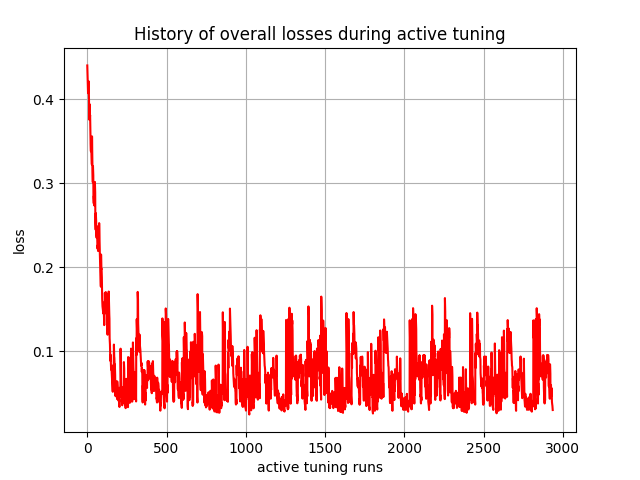 History of overall losses during active tuning
0.4
0.3
0.2
0.1
loss
0 500 1000 1500 2000 2500 3000
active tuning runs